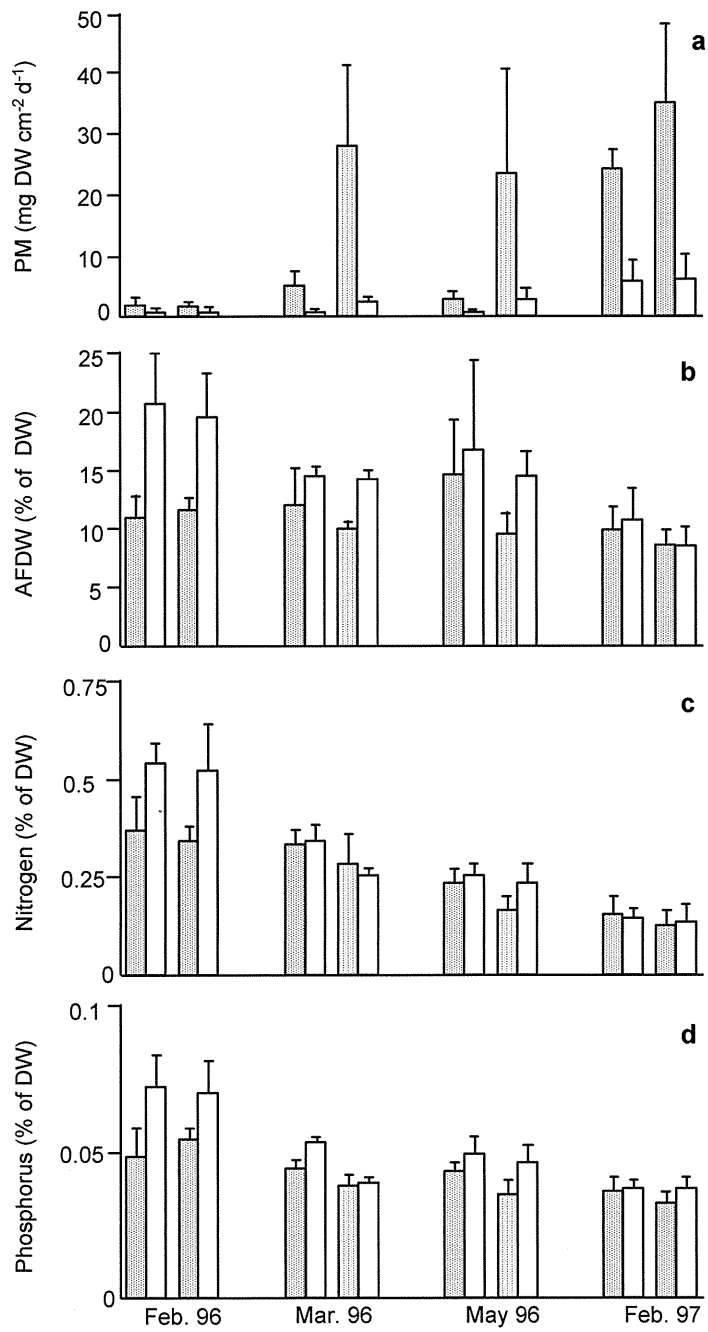 50
40
30
20
10
0
PM (mg DW cm⁻² d⁻¹)
a
25
20
15
10
5
0
AFDW (% of DW)
b
0.75
0.5
0.25
0
Nitrogen (% of DW)
c
0.1
0.05
0
Phosphorus (% of DW)
d
Feb. 96 Mar. 96 May 96 Feb. 97